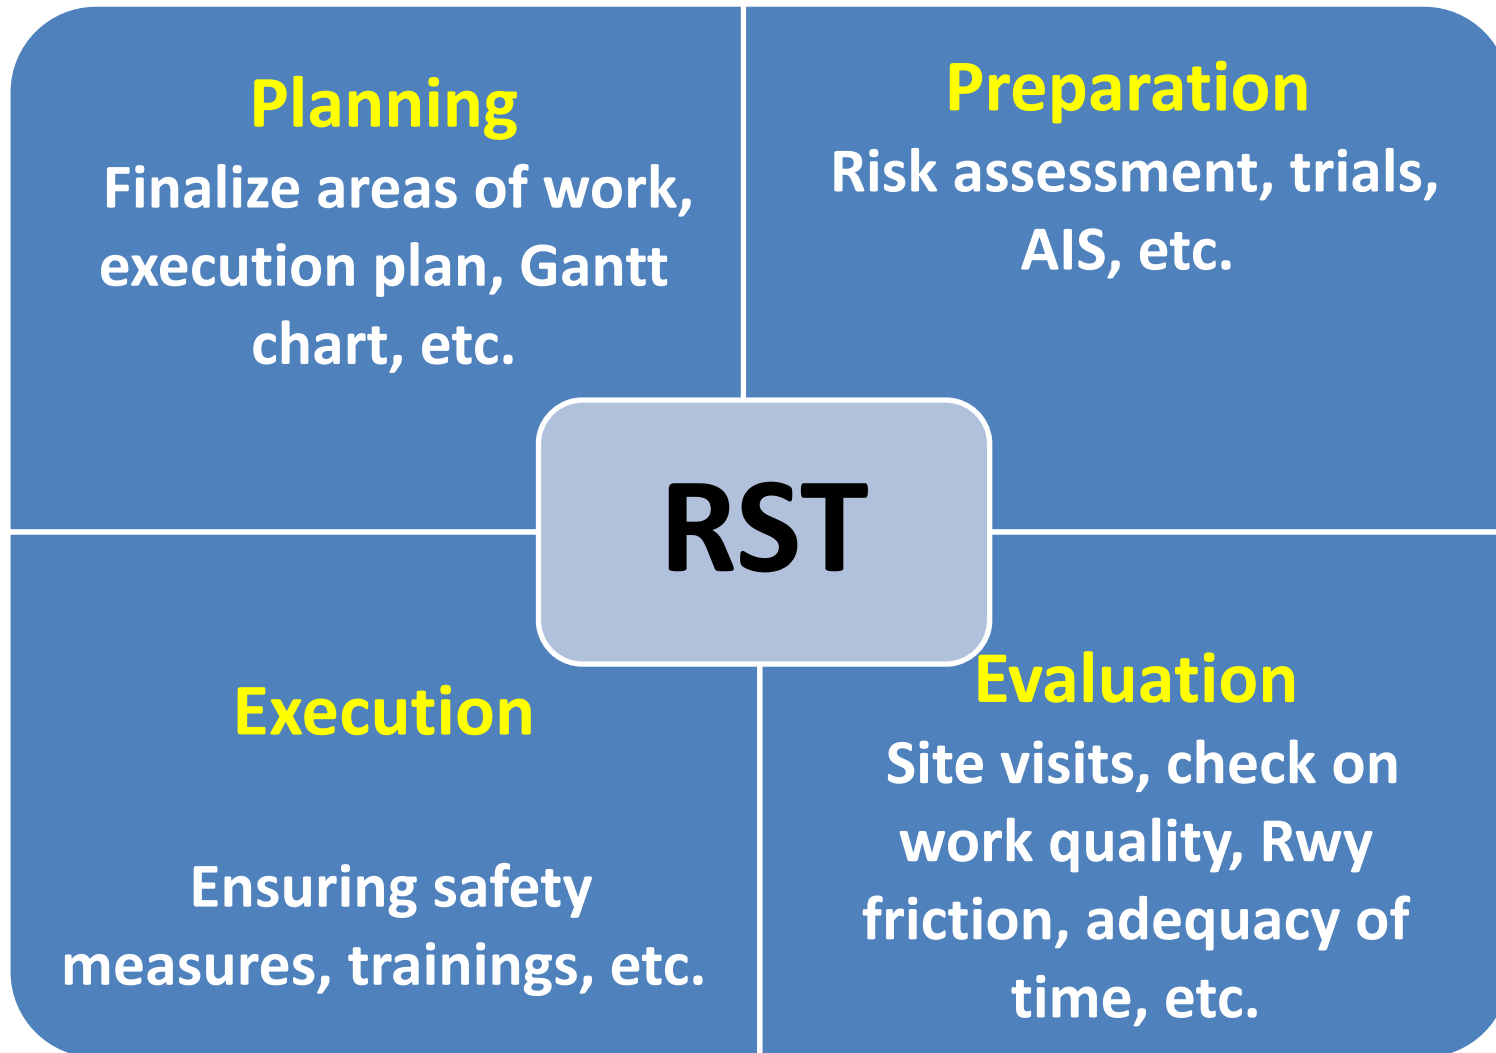 Planning
Finalize areas of work,
execution plan, Gantt
chart, etc.
Preparation
Risk assessment, trials,
AIS, etc.
RST
Execution
Ensuring safety
measures, trainings, etc.
Evaluation
Site visits, check on
work quality, Rwy
friction, adequacy of
time, etc.